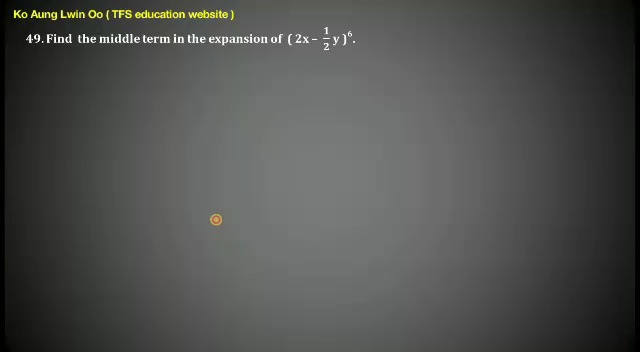 Ko Aung Lwin Oo ( TFS education website )
49. Find the middle term in the expansion of ( 2x – 1/2 y )⁶.